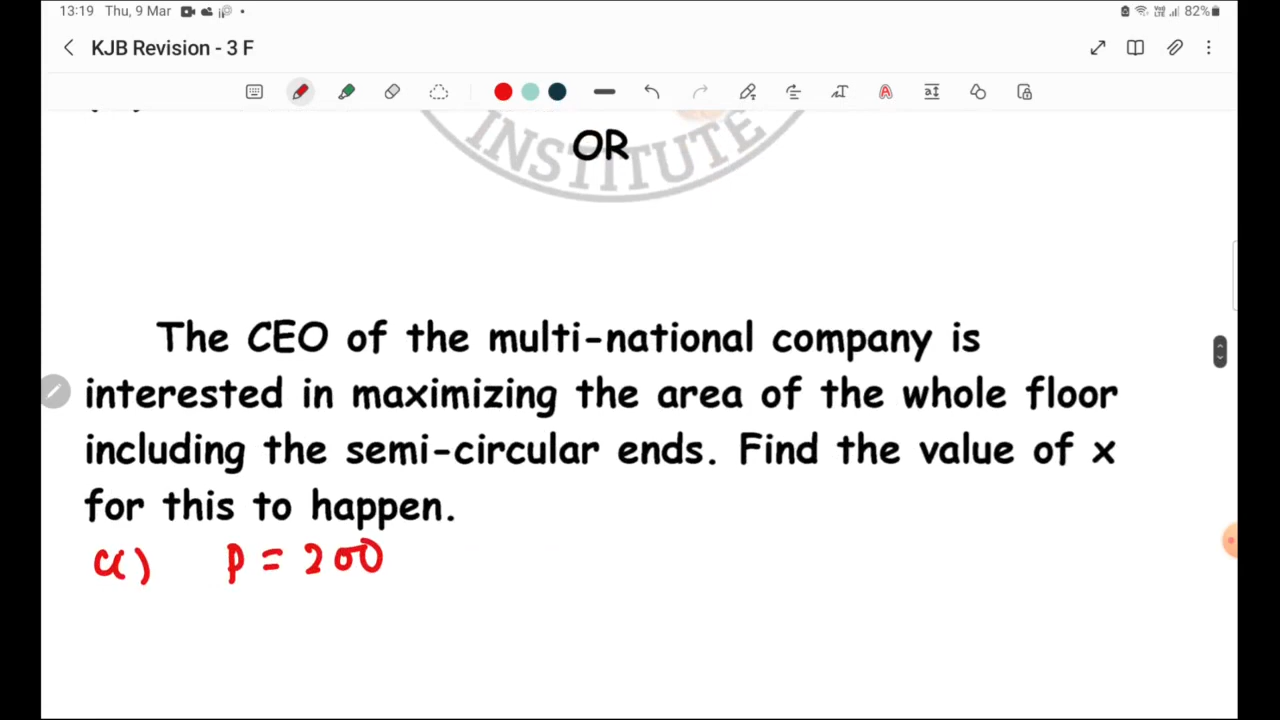 13:19 Thu, 9 Mar 82%
KJB Revision - 3 F
INSTITUTE
OR
The CEO of the multi-national company is
interested in maximizing the area of the whole floor
including the semi-circular ends. Find the value of x
for this to happen.
a) P = 200